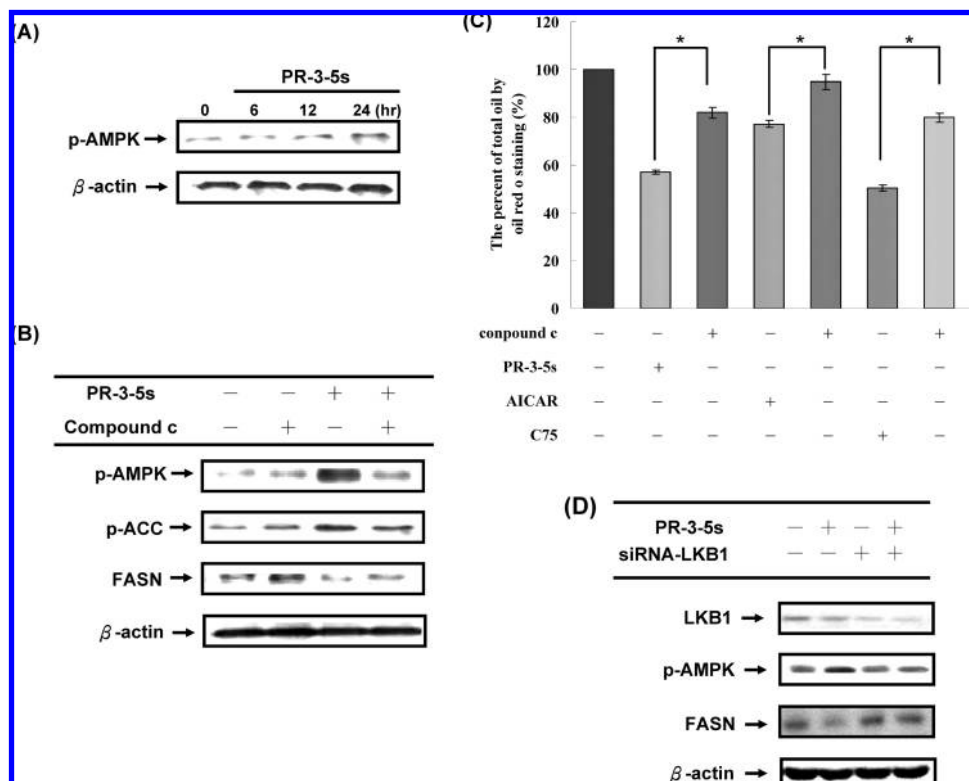 (A)
PR-3-5s
0 6 12 24 (hr)
p-AMPK
β-actin
(B)
PR-3-5s − − + +
Compound c − + − +
p-AMPK
p-ACC
FASN
β-actin
(C)
The percent of total oil by
oil red o staining (%)
120
100
80
60
40
20
0
* * *
conpound c − − + − + − +
PR-3-5s − + − − − − −
AICAR − − − + − − −
C75 − − − − − + −
(D)
PR-3-5s − + − +
siRNA-LKB1 − − + +
LKB1
p-AMPK
FASN
β-actin